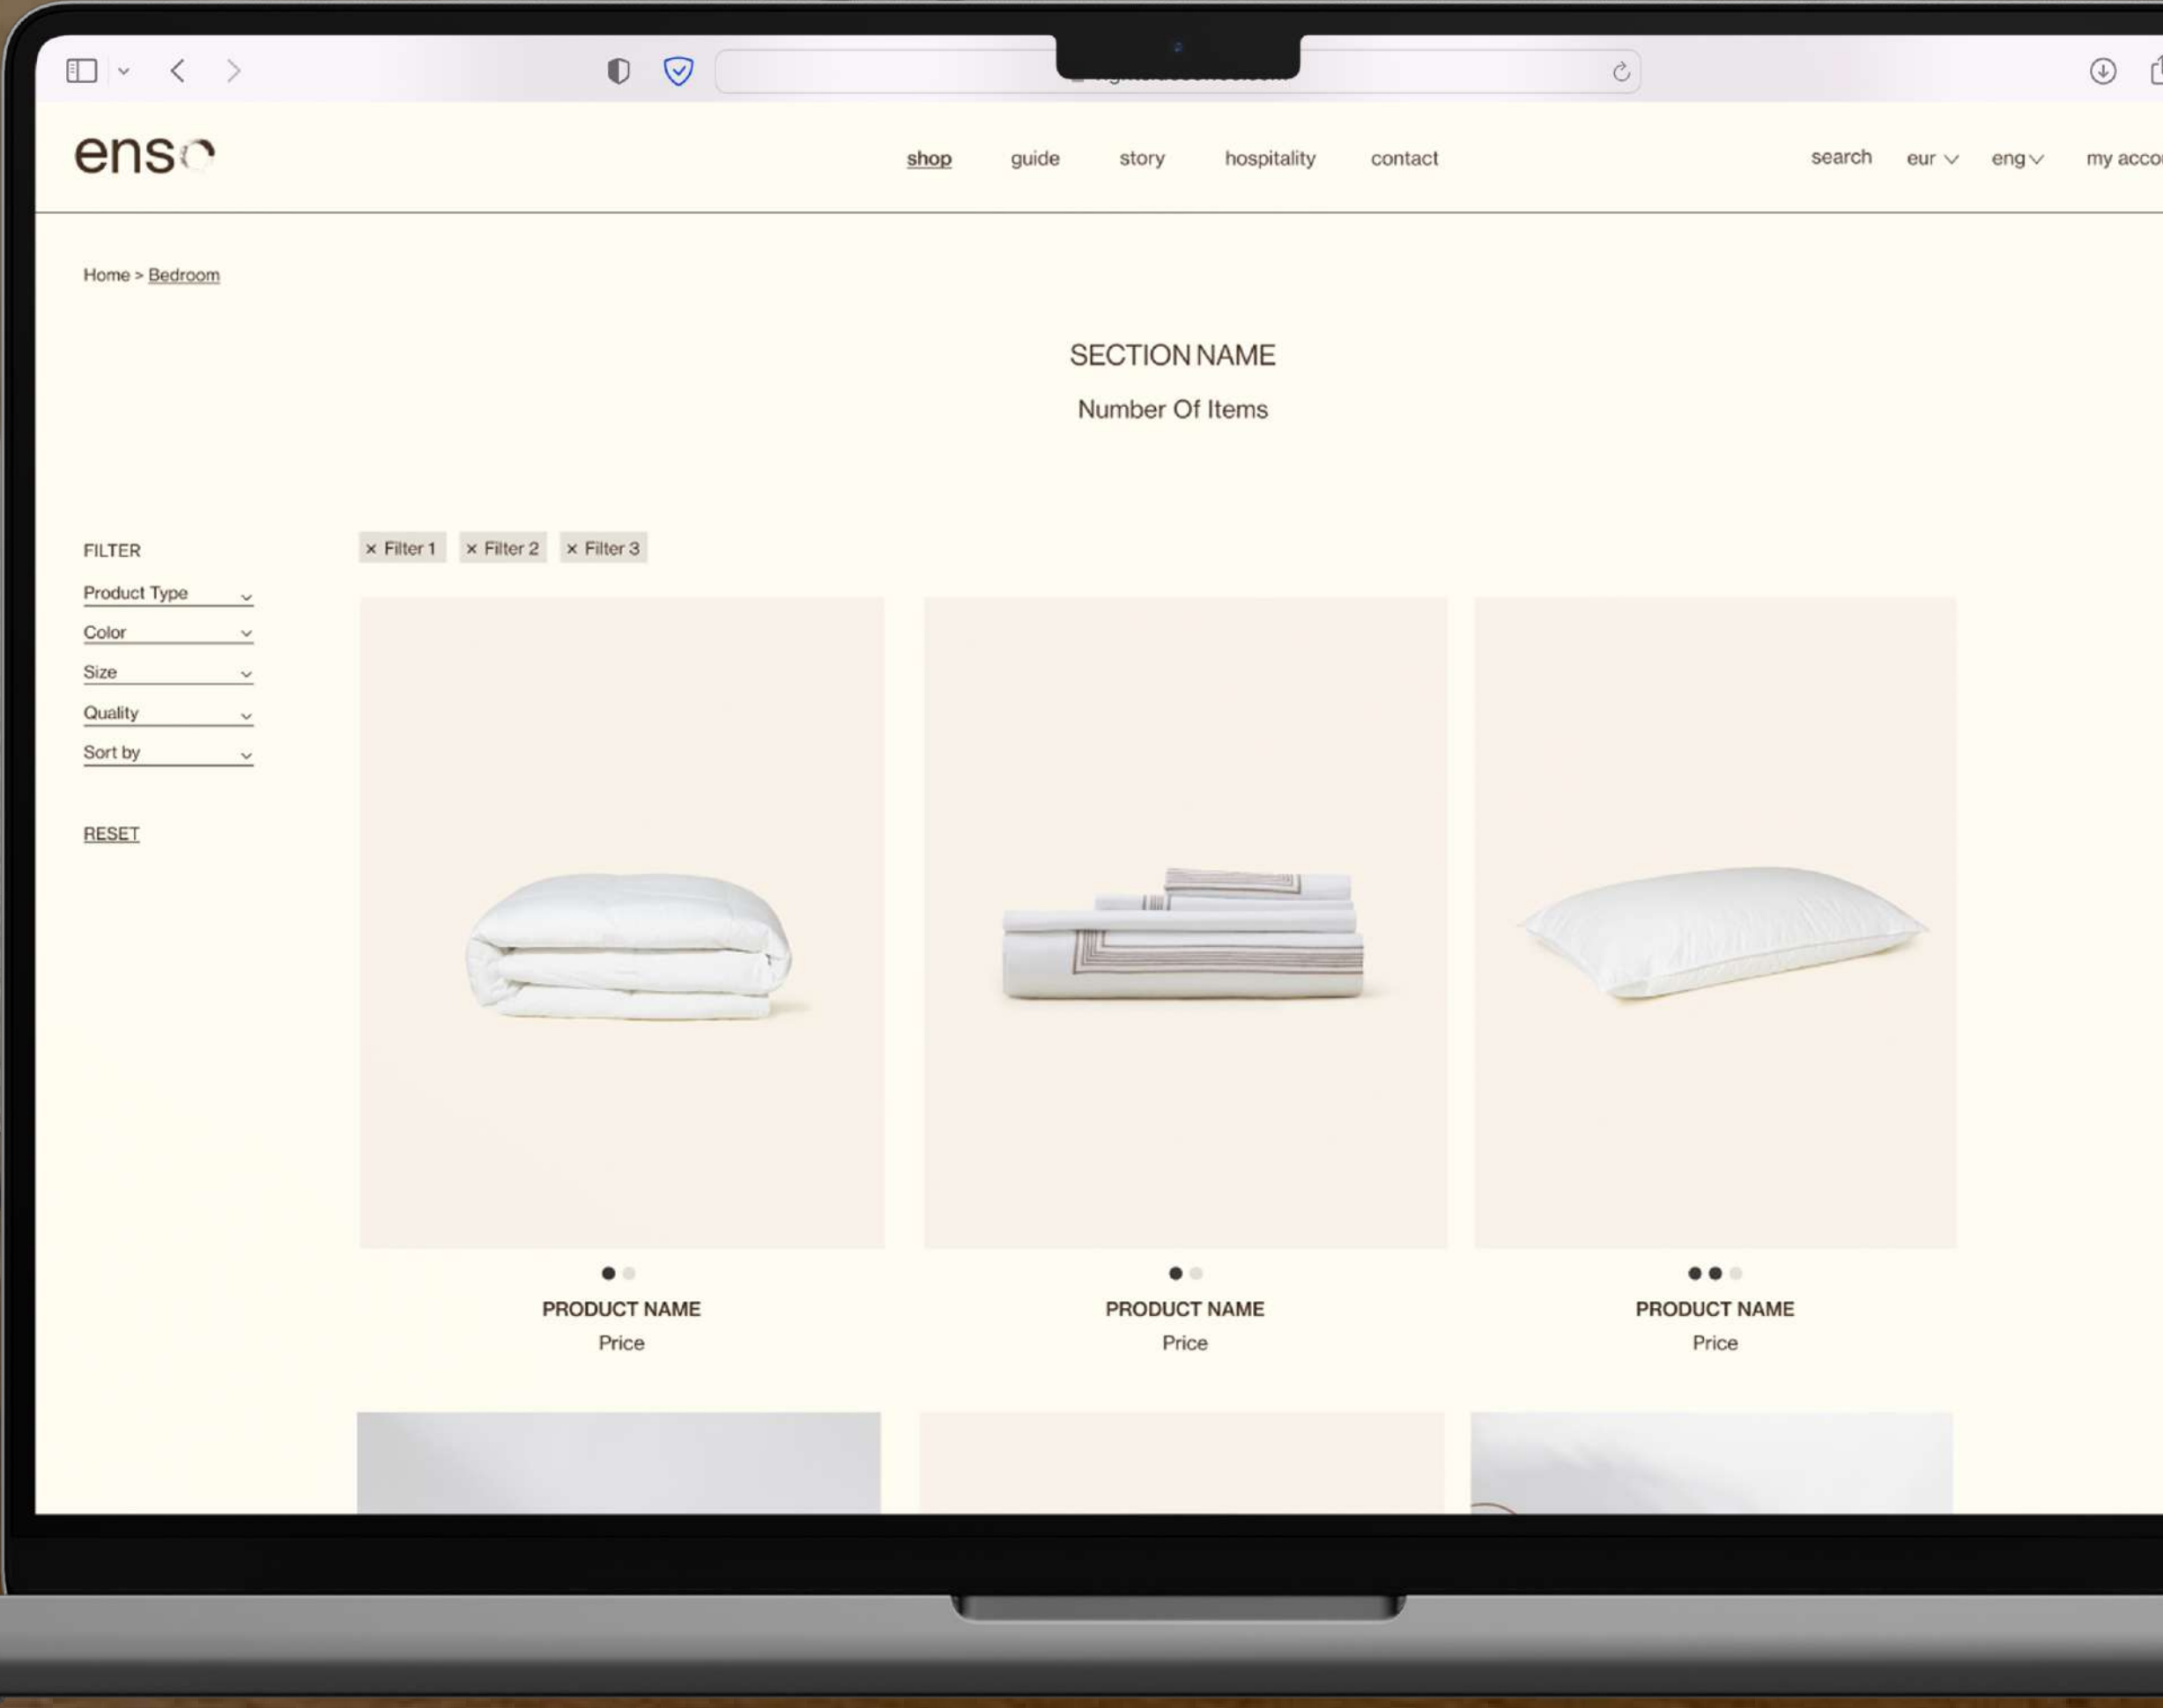 enso
shop guide story hospitality contact
search eur eng my
Home > Bedroom
SECTION NAME
Number Of Items
FILTER
Product Type
Color
Size
Quality
Sort by
RESET
× Filter 1 × Filter 2 × Filter 3
PRODUCT NAME
Price
PRODUCT NAME
Price
PRODUCT NAME
Price